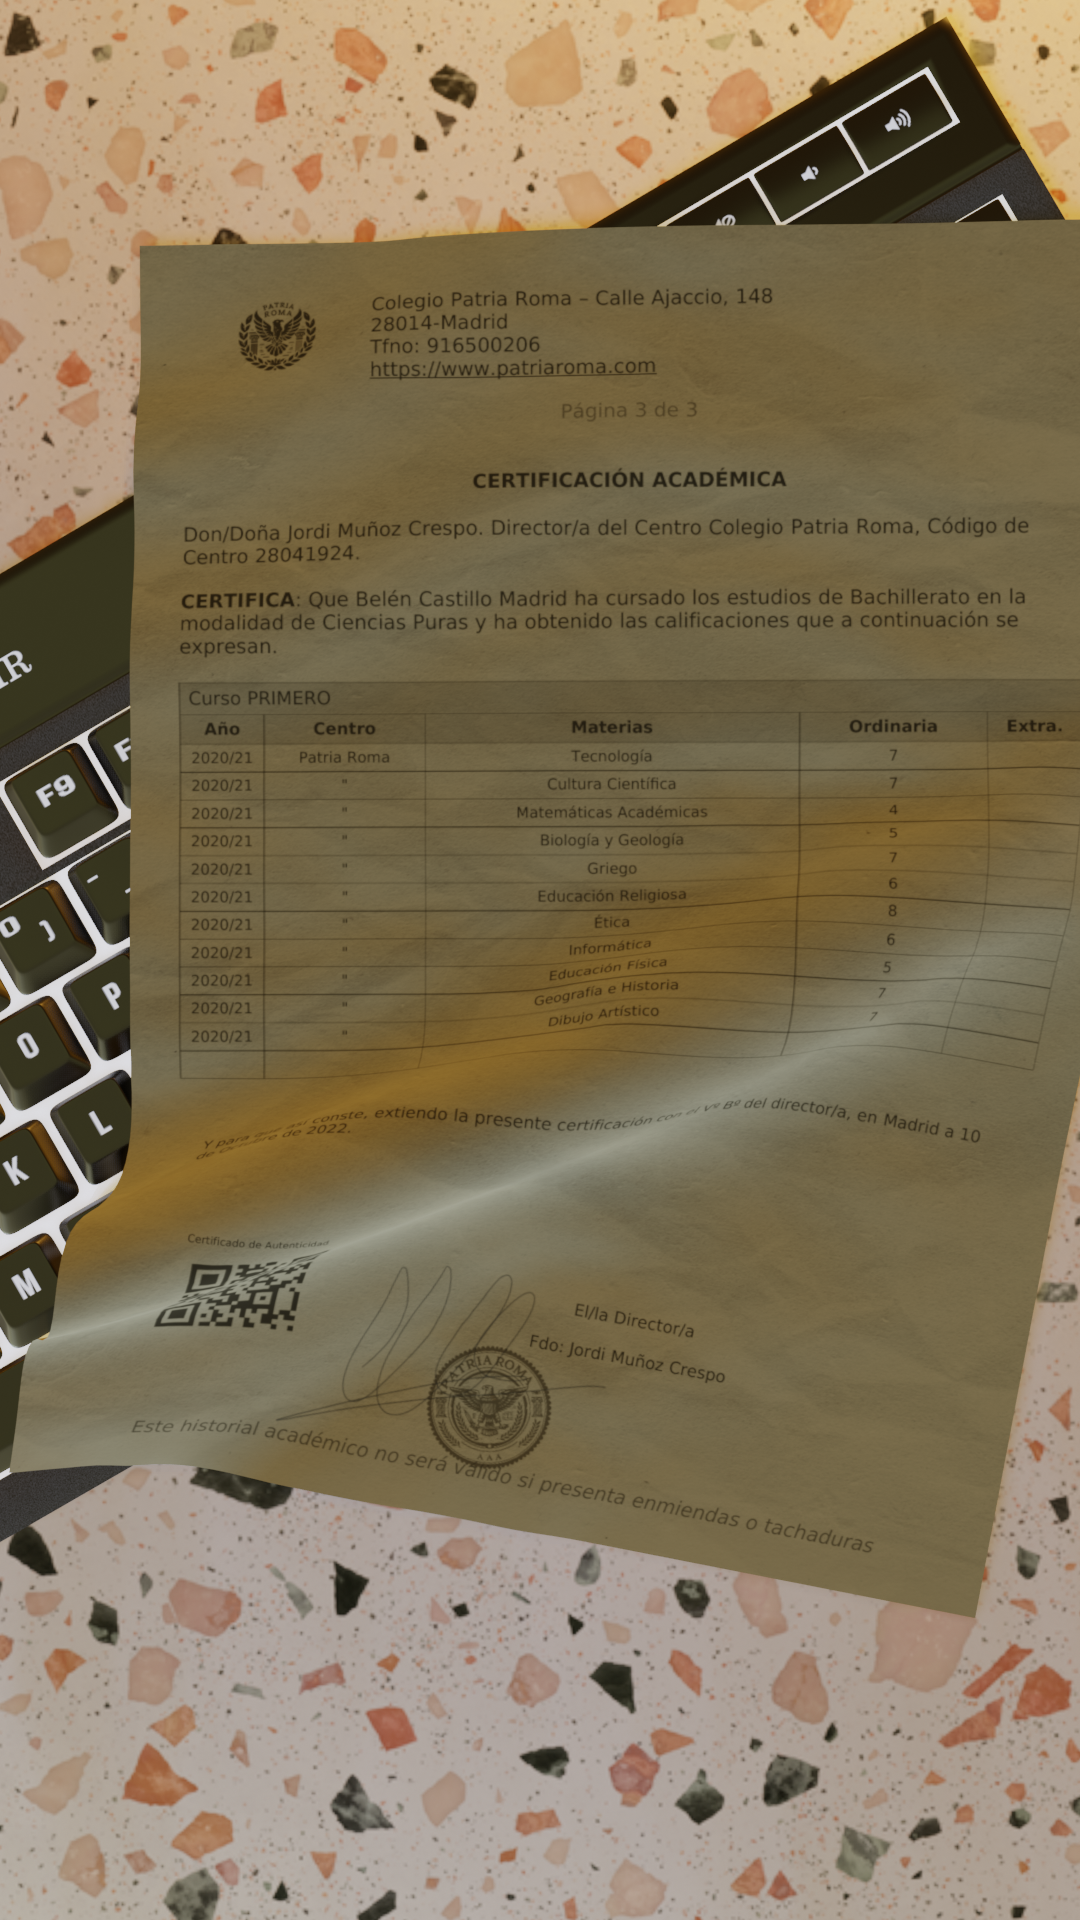 PATRIA
ROMA
Colegio Patria Roma – Calle Ajaccio, 148
28014-Madrid
Tfno: 916500206
https://www.patriaroma.com
Página 3 de 3
CERTIFICACIÓN ACADÉMICA
Don/Doña Jordi Muñoz Crespo. Director/a del Centro Colegio Patria Roma, Código de
Centro 28041924.
CERTIFICA: Que Belén Castillo Madrid ha cursado los estudios de Bachillerato en la
modalidad de Ciencias Puras y ha obtenido las calificaciones que a continuación se
expresan.
Curso PRIMERO
Año Centro Materias Ordinaria Extra.
2020/21 Patria Roma Tecnología 7
2020/21 " Cultura Científica 7
2020/21 " Matemáticas Académicas 4
2020/21 " Biología y Geología 5
2020/21 " Griego 7
2020/21 " Educación Religiosa 6
2020/21 " Ética 8
2020/21 " Informática 6
2020/21 " Educación Física 5
2020/21 " Geografía e Historia 7
2020/21 " Dibujo Artístico 7
Y para que así conste, extiendo la presente certificación con el Vº Bº del director/a, en Madrid a 10
de Octubre de 2022.
Certificado de Autenticidad
El/la Director/a
Fdo: Jordi Muñoz Crespo
PATRIA ROMA
A A A
Este historial académico no será válido si presenta enmiendas o tachaduras
F9
F
O )
- _
P
O
L
K
M